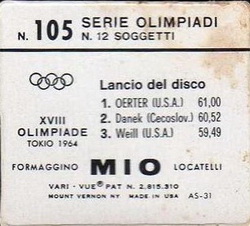 N. 105 SERIE OLIMPIADI
N. 12 SOGGETTI
Lancio del disco
XVIII
OLIMPIADE
TOKIO 1964
1. OERTER (U.S.A.) 61,00
2. Danek (Cecoslov.) 60,52
3. Weill (U.S.A.) 59,49
FORMAGGINO MIO LOCATELLI
VARI - VUE® PAT N. 2.815.310
MOUNT VERNON NY MADE IN USA AS-31